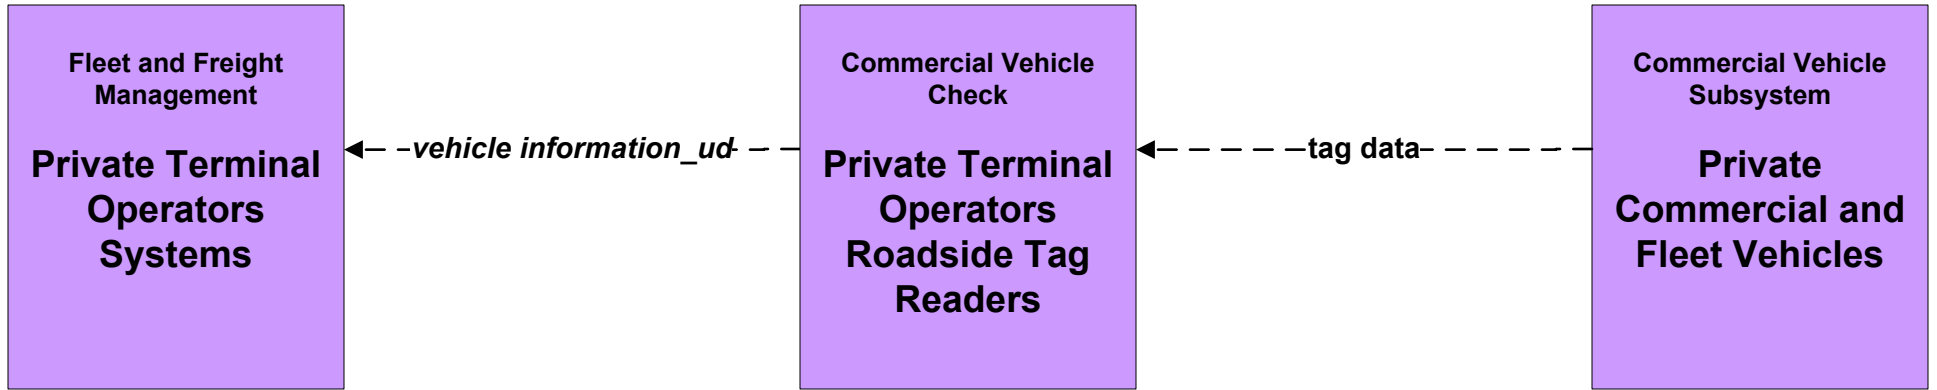 Fleet and Freight
Management
Private Terminal
Operators
Systems
vehicle information_ud
Commercial Vehicle
Check
Private Terminal
Operators
Roadside Tag
Readers
tag data
Commercial Vehicle
Subsystem
Private
Commercial and
Fleet Vehicles